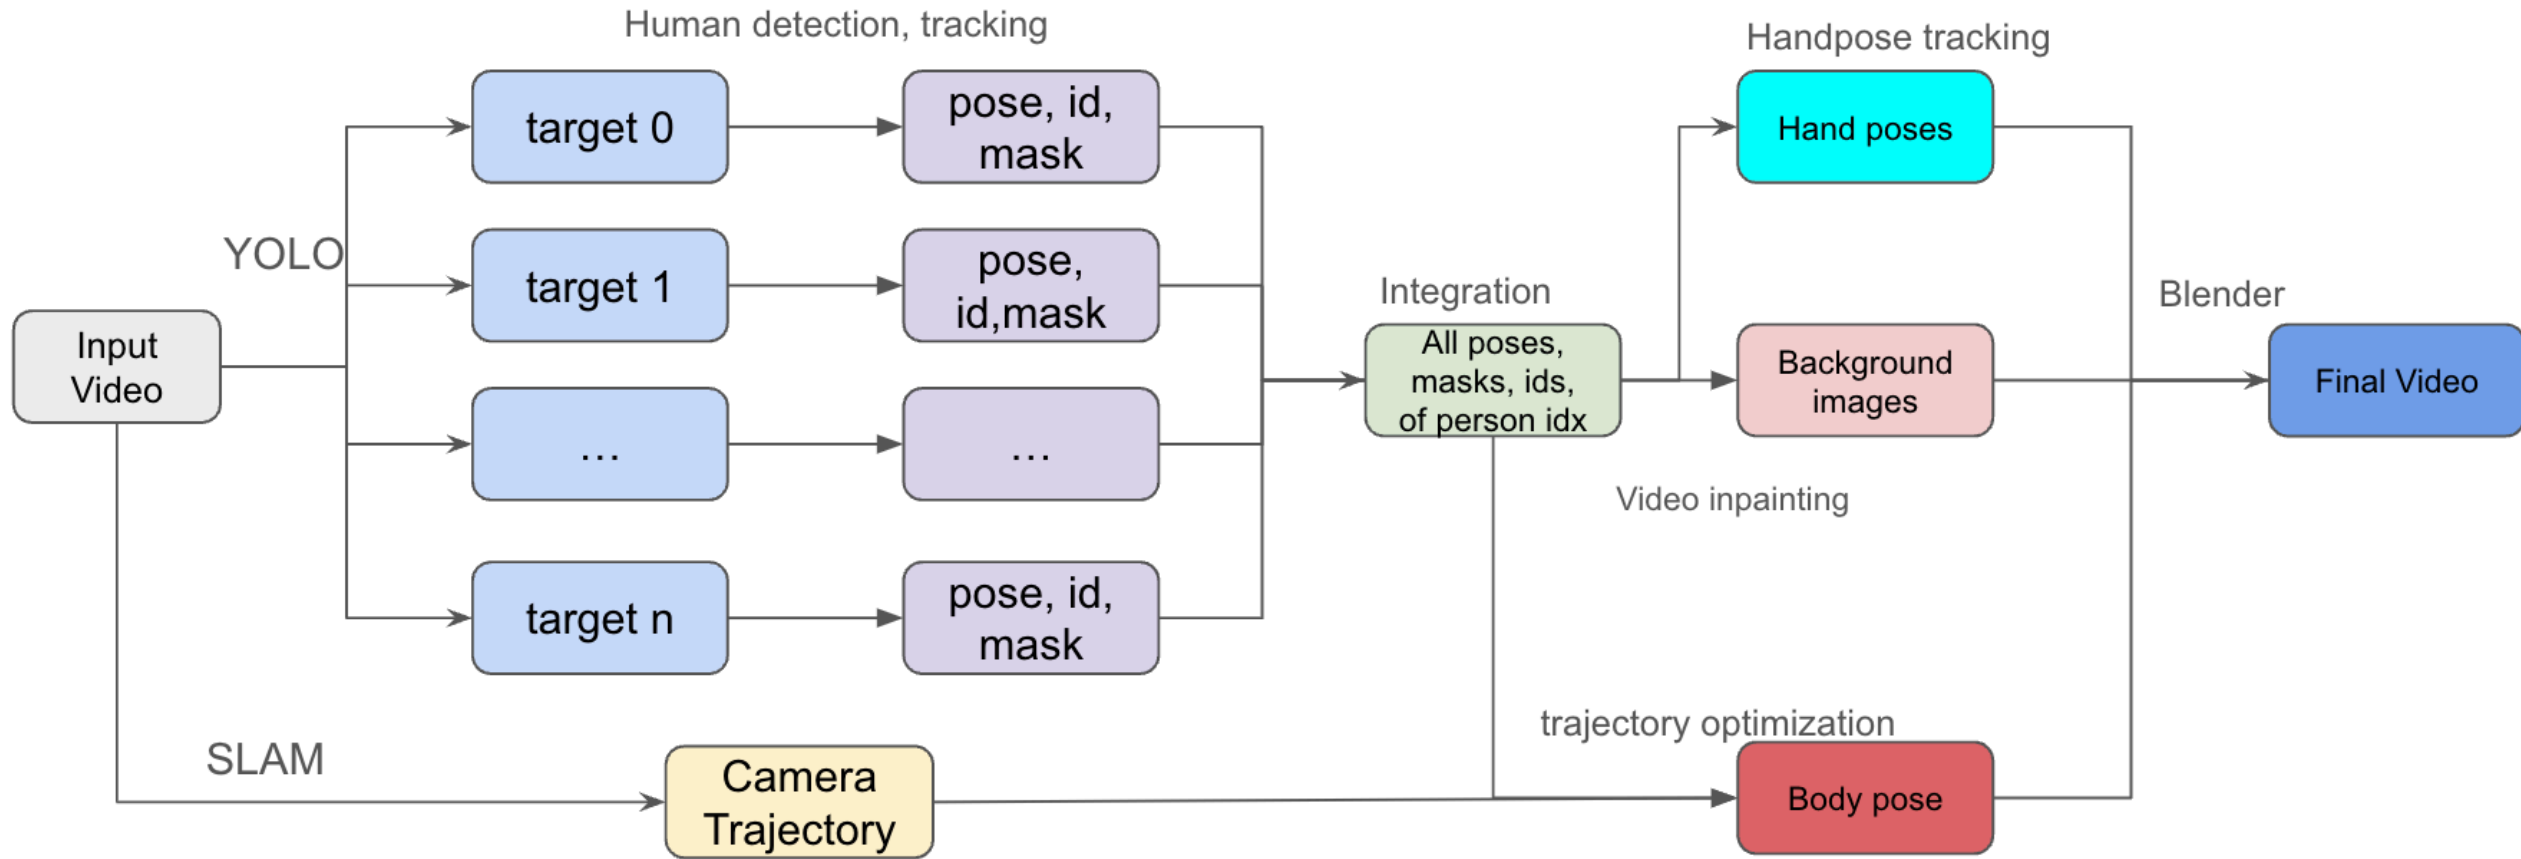 Human detection, tracking
Handpose tracking
target 0
pose, id,
mask
Hand poses
YOLO
target 1
pose,
id,mask
Integration
Blender
Input
Video
All poses,
masks, ids,
of person idx
Background
images
Final Video
...
...
Video inpainting
target n
pose, id,
mask
SLAM
Camera
Trajectory
trajectory optimization
Body pose